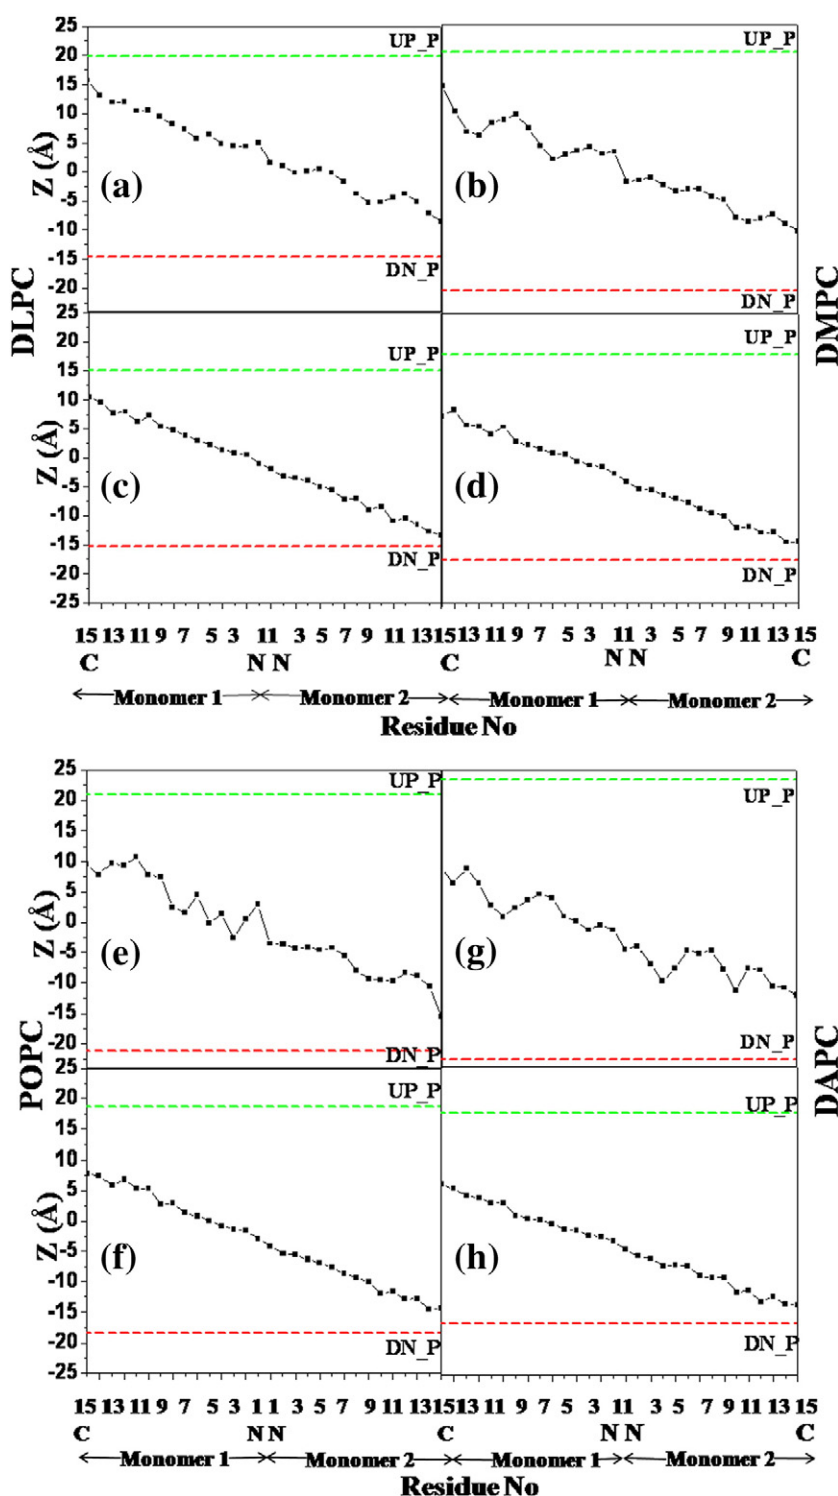 25
UP_P
UP_P
20
15
10
5
0
-5
-10
-15
-20
Z (Å)
(a)
(b)
DN_P
DN_P
DLPC
DMPC
25
UP_P
UP_P
20
15
10
5
0
-5
-10
-15
-20
-25
Z (Å)
(c)
(d)
DN_P
DN_P
15 13 11 9 7 5 3 1 1 3 5 7 9 11 13 15 13 11 9 7 5 3 1 1 3 5 7 9 11 13 15
C N N C N N C
Monomer 1 Monomer 2 Monomer 1 Monomer 2
Residue No
25
UP_P
UP_P
20
15
10
5
0
-5
-10
-15
-20
Z (Å)
(e)
(g)
DN_P
DN_P
POPC
DAPC
25
UP_P
UP_P
20
15
10
5
0
-5
-10
-15
-20
-25
Z (Å)
(f)
(h)
DN_P
DN_P
15 13 11 9 7 5 3 1 1 3 5 7 9 11 13 15 13 11 9 7 5 3 1 1 3 5 7 9 11 13 15
C N N C N N C
Monomer 1 Monomer 2 Monomer 1 Monomer 2
Residue No